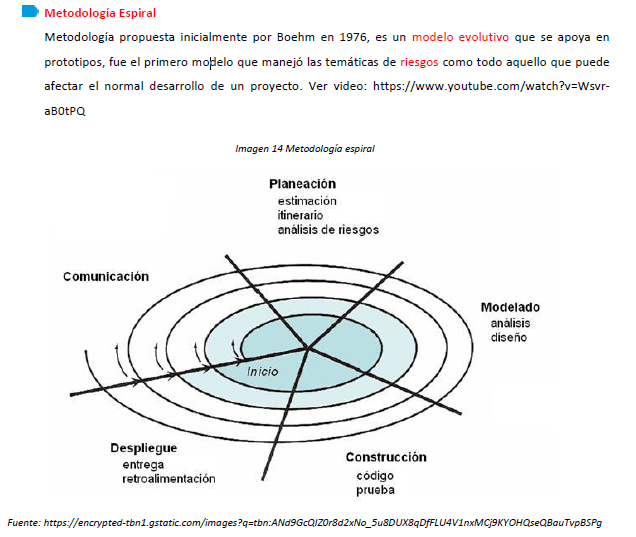 Metodología Espiral
Metodología propuesta inicialmente por Boehm en 1976, es un modelo evolutivo que se apoya en
prototipos, fue el primero modelo que manejó las temáticas de riesgos como todo aquello que puede
afectar el normal desarrollo de un proyecto. Ver video: https://www.youtube.com/watch?v=Wsvr-
aB0tPQ
Imagen 14 Metodología espiral
Planeación
estimación
itinerario
análisis de riesgos
Comunicación
Modelado
análisis
diseño
Inicio
Despliegue
entrega
retroalimentación
Construcción
código
prueba
Fuente: https://encrypted-tbn1.gstatic.com/images?q=tbn:ANd9GcQIZ0r8d2xNo_5u8DUX8qDfFLU4V1nxMCj9KYOHQseQBauTvpBSPg